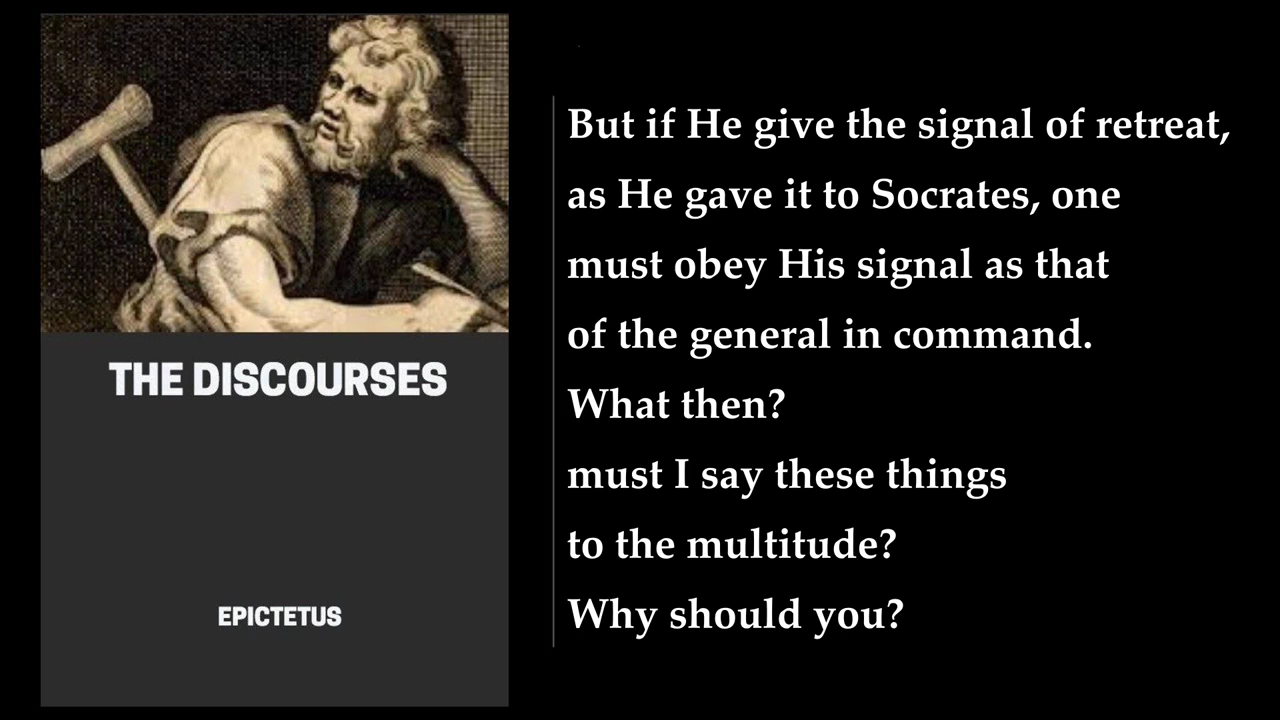 THE DISCOURSES
EPICTETUS
But if He give the signal of retreat,
as He gave it to Socrates, one
must obey His signal as that
of the general in command.
What then?
must I say these things
to the multitude?
Why should you?